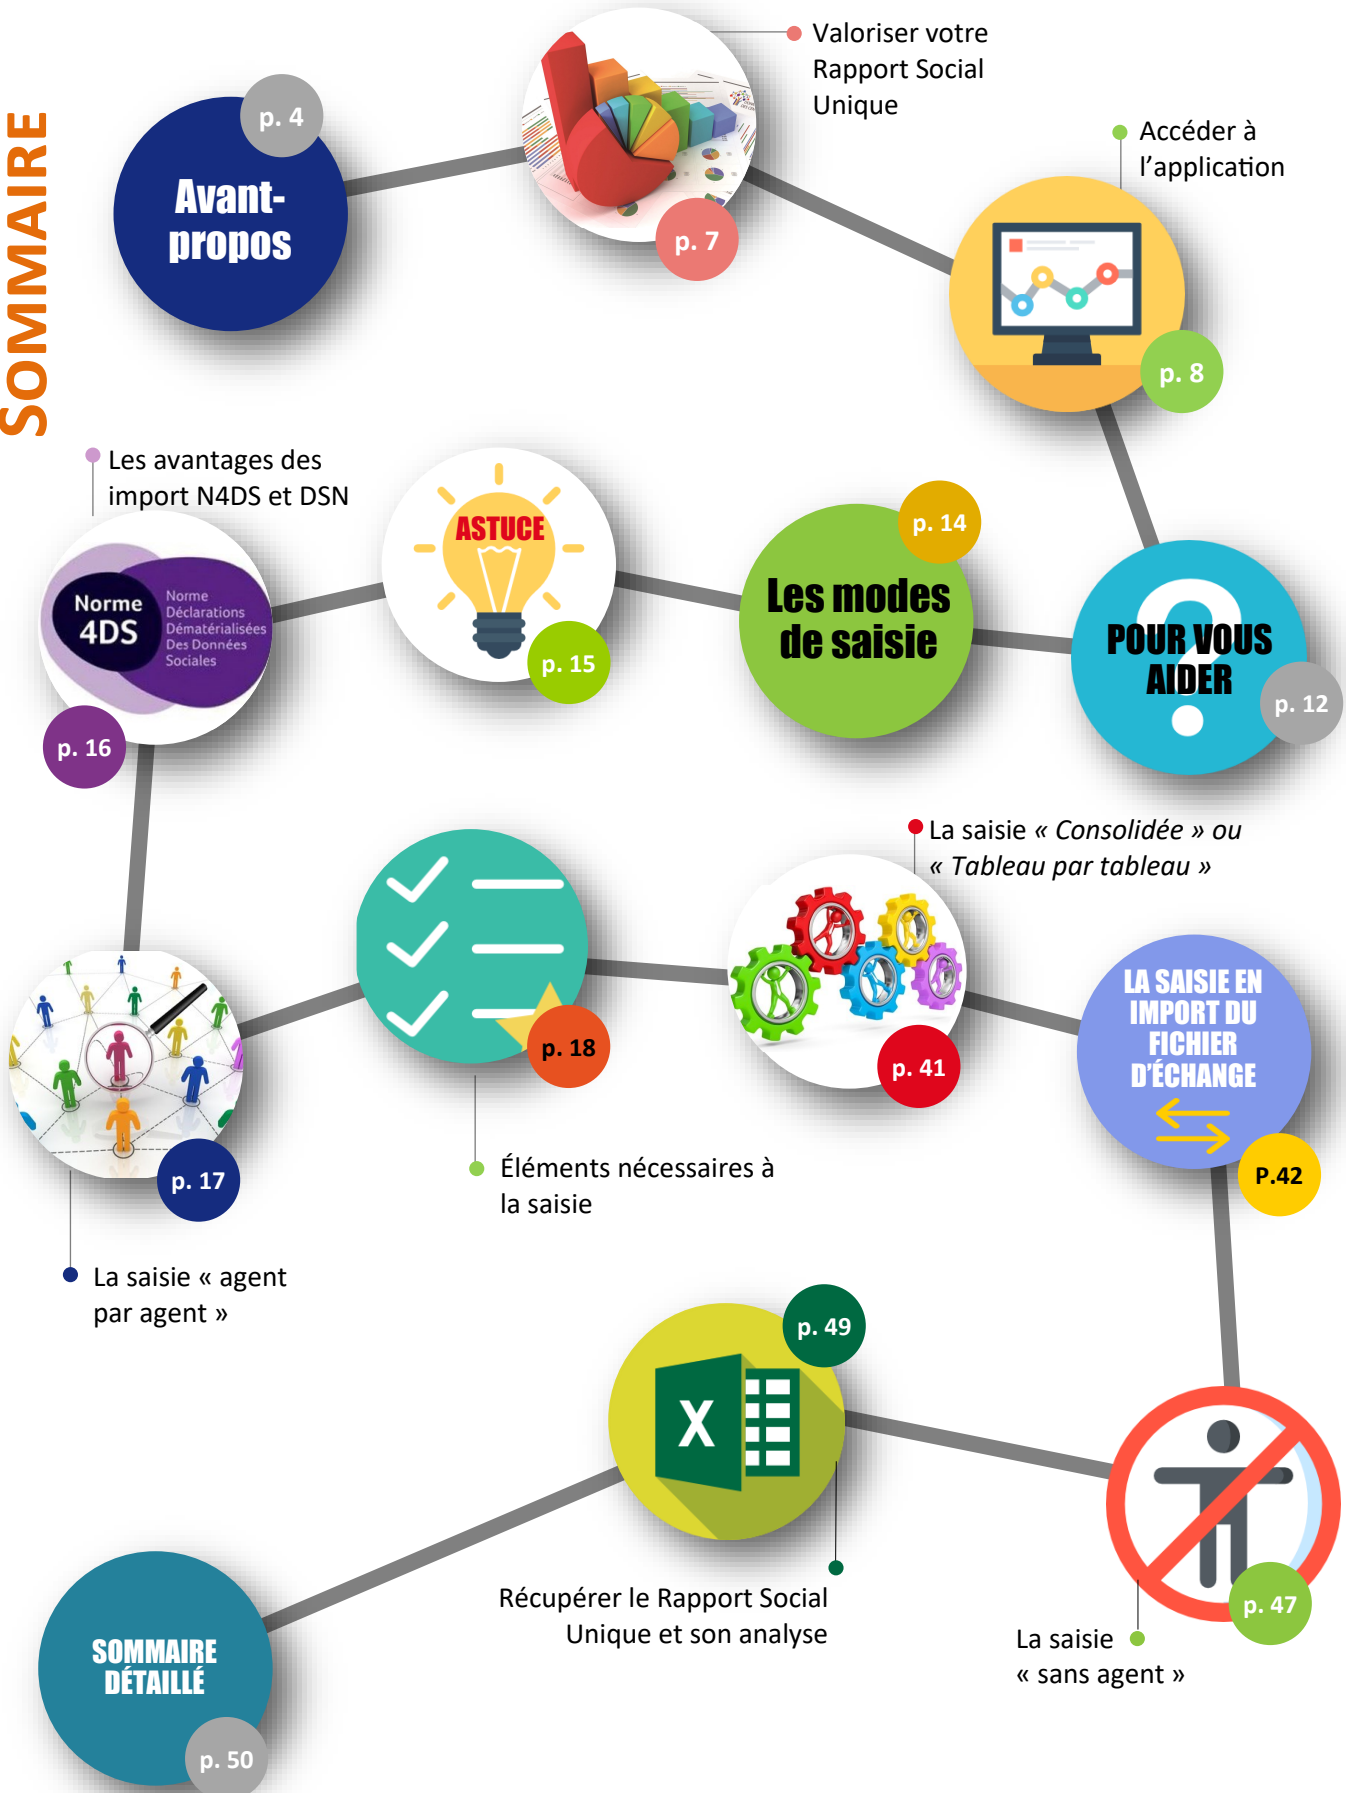 SOMMAIRE
Avant-
propos
p. 4
Valoriser votre
Rapport Social
Unique
p. 7
Accéder à
l’application
p. 8
POUR VOUS
AIDER
p. 12
Les modes
de saisie
p. 14
ASTUCE
p. 15
Les avantages des
import N4DS et DSN
Norme
4DS
Norme
Déclarations
Dématérialisées
Des Données
Sociales
p. 16
p. 17
La saisie « agent
par agent »
p. 18
Éléments nécessaires à
la saisie
La saisie « Consolidée » ou
« Tableau par tableau »
p. 41
LA SAISIE EN
IMPORT DU
FICHIER
D’ÉCHANGE
P.42
p. 47
La saisie
« sans agent »
p. 49
X
Récupérer le Rapport Social
Unique et son analyse
SOMMAIRE
DÉTAILLÉ
p. 50